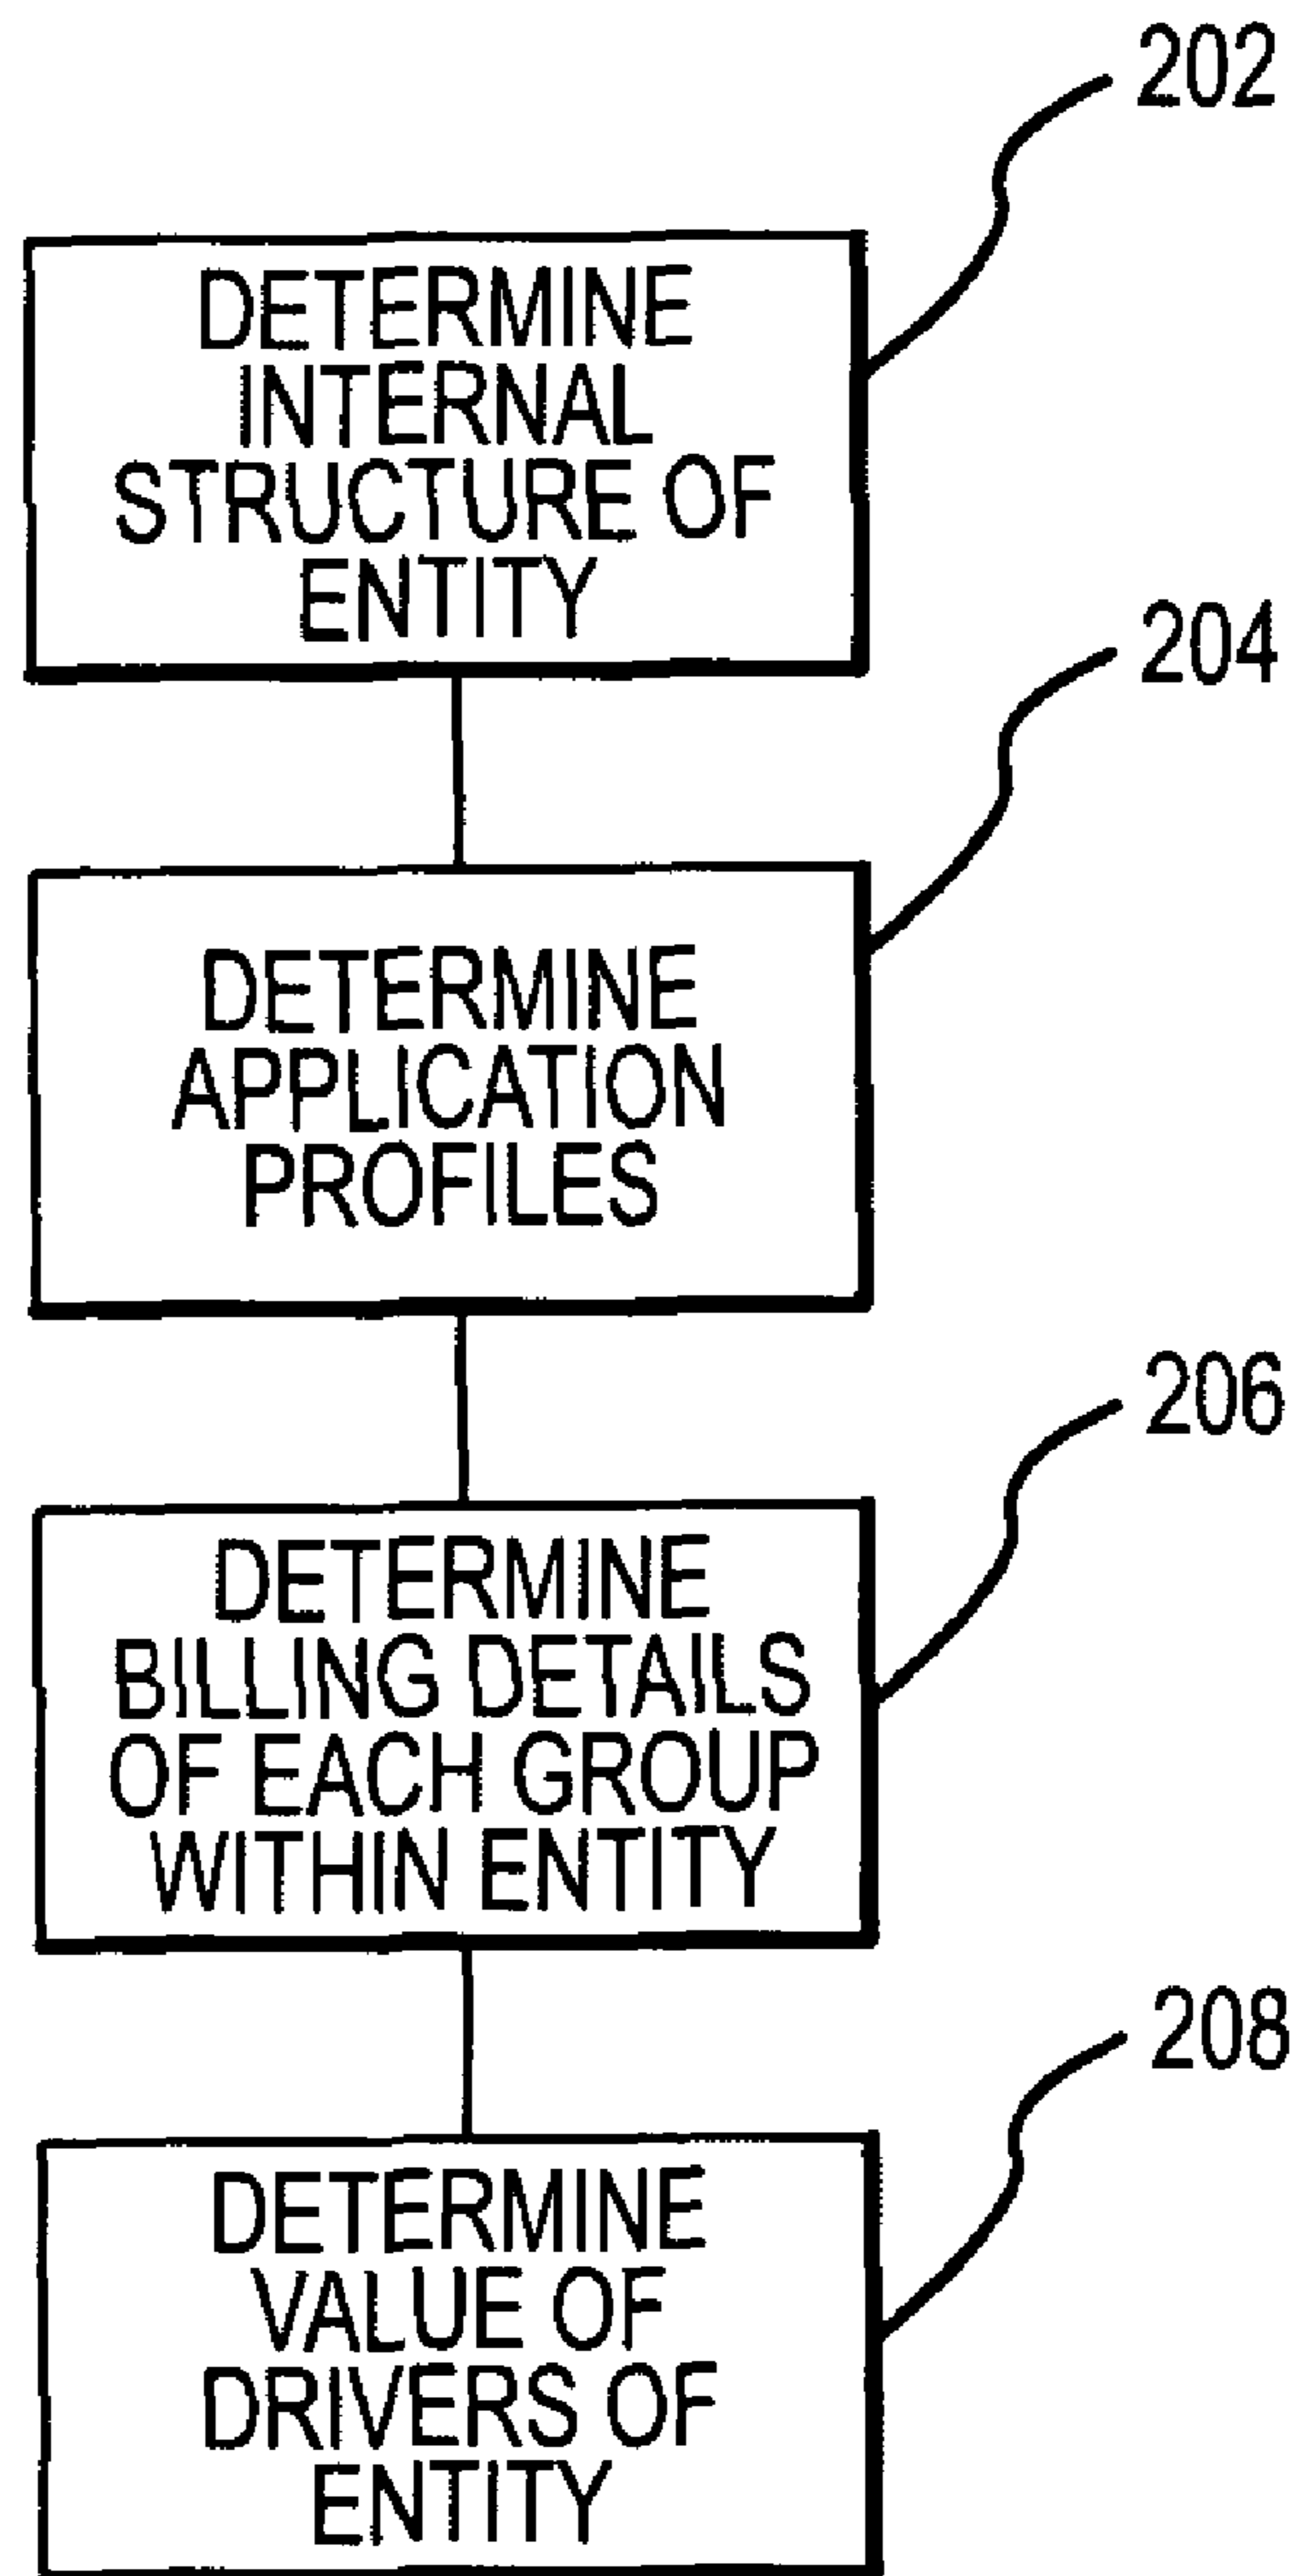 202
DETERMINE
INTERNAL
STRUCTURE OF
ENTITY
204
DETERMINE
APPLICATION
PROFILES
206
DETERMINE
BILLING DETAILS
OF EACH GROUP
WITHIN ENTITY
208
DETERMINE
VALUE OF
DRIVERS OF
ENTITY